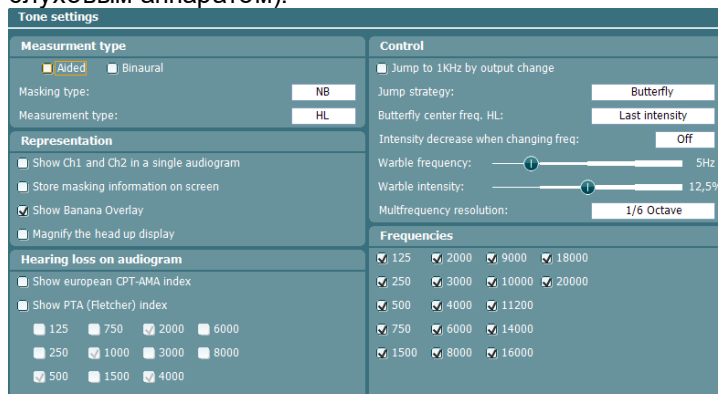 слуховым аппаратом).
Tone settings
Measurment type
Aided Binaural
Masking type: NB
Measurement type: HL
Representation
Show Ch1 and Ch2 in a single audiogram
Store masking information on screen
Show Banana Overlay
Magnify the head up display
Hearing loss on audiogram
Show european CPT-AMA index
Show PTA (Fletcher) index
125 750 2000 6000
250 1000 3000 8000
500 1500 4000
Control
Jump to 1KHz by output change
Jump strategy: Butterfly
Butterfly center freq. HL: Last intensity
Intensity decrease when changing freq: Off
Warble frequency: 5Hz
Warble intensity: 12,5%
Multfrequency resolution: 1/6 Octave
Frequencies
125 2000 9000 18000
250 3000 10000 20000
500 4000 11200
750 6000 14000
1500 8000 16000